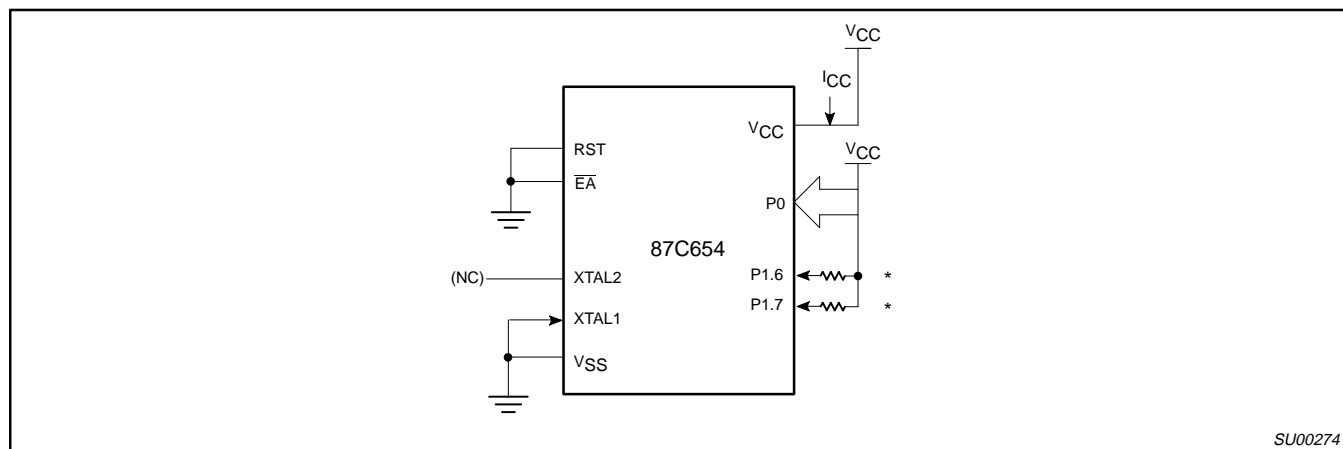 VCC
ICC
VCC
RST
VCC
EA
P0
87C654
(NC)
XTAL2
P1.6
*
P1.7
*
XTAL1
VSS
SU00274